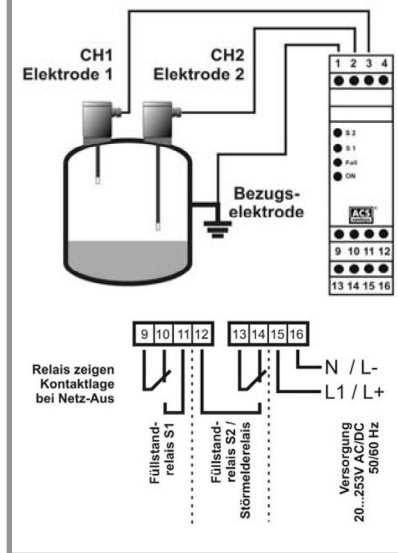 CH1
Elektrode 1
CH2
Elektrode 2
1 2 3 4
S 2
S 1
Fail
ON
ACS
9 10 11 12
13 14 15 16
Bezugs-
elektrode
9 10 11 12 13 14 15 16
Relais zeigen
Kontaktlage
bei Netz-Aus
N / L-
L1 / L+
Füllstand-
relais S1
Füllstand-
relais S2 /
Störmelderelais
Versorgung
20...253V AC/DC
50/60 Hz